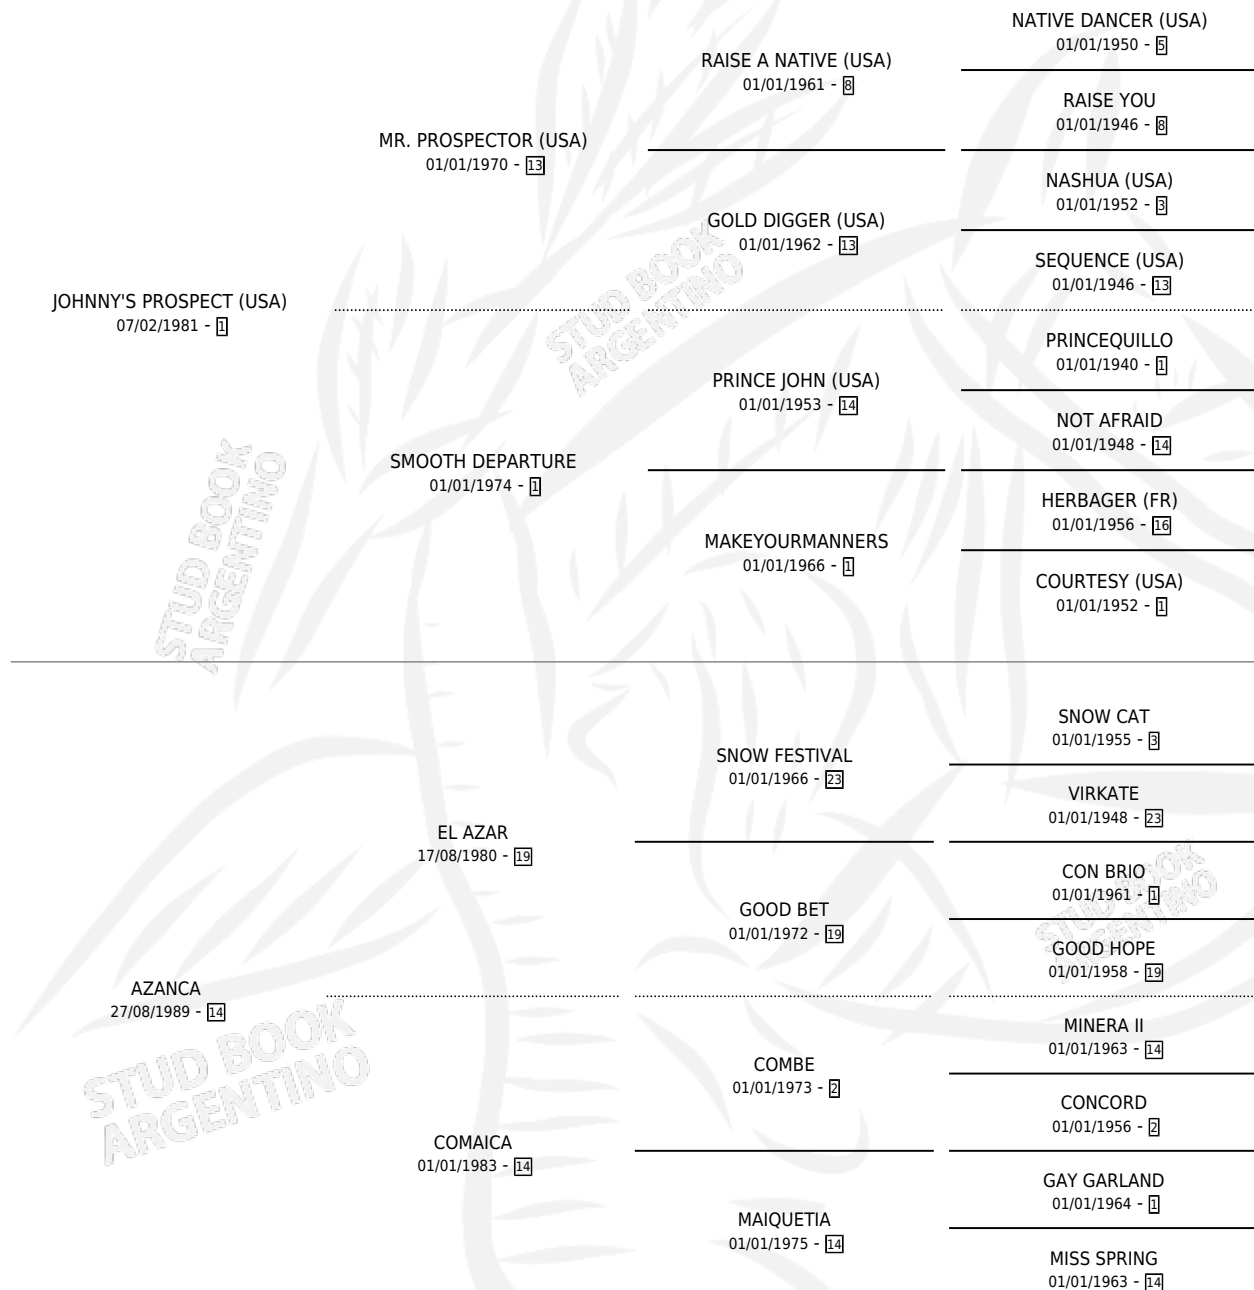 NATIVE DANCER (USA)
01/01/1950 - 5
RAISE A NATIVE (USA)
01/01/1961 - 8
RAISE YOU
01/01/1946 - 8
MR. PROSPECTOR (USA)
01/01/1970 - 13
NASHUA (USA)
01/01/1952 - 3
GOLD DIGGER (USA)
01/01/1962 - 13
SEQUENCE (USA)
01/01/1946 - 13
JOHNNY'S PROSPECT (USA)
07/02/1981 - 1
STUD BOOK
ARGENTINO
PRINCEQUILLO
01/01/1940 - 1
PRINCE JOHN (USA)
01/01/1953 - 14
NOT AFRAID
01/01/1948 - 14
SMOOTH DEPARTURE
01/01/1974 - 1
HERBAGER (FR)
01/01/1956 - 16
MAKEYOURMANNERS
01/01/1966 - 1
COURTESY (USA)
01/01/1952 - 1
STUD BOOK
ARGENTINO
SNOW CAT
01/01/1955 - 3
SNOW FESTIVAL
01/01/1966 - 23
VIRKATE
01/01/1948 - 23
EL AZAR
17/08/1980 - 19
CON BRIO
01/01/1961 - 1
GOOD BET
01/01/1972 - 19
STUD BOOK
ARGENTINO
GOOD HOPE
01/01/1958 - 19
AZANCA
27/08/1989 - 14
STUD BOOK
ARGENTINO
MINERA II
01/01/1963 - 14
COMBE
01/01/1973 - 2
CONCORD
01/01/1956 - 2
COMAICA
01/01/1983 - 14
GAY GARLAND
01/01/1964 - 1
MAIQUETIA
01/01/1975 - 14
MISS SPRING
01/01/1963 - 14